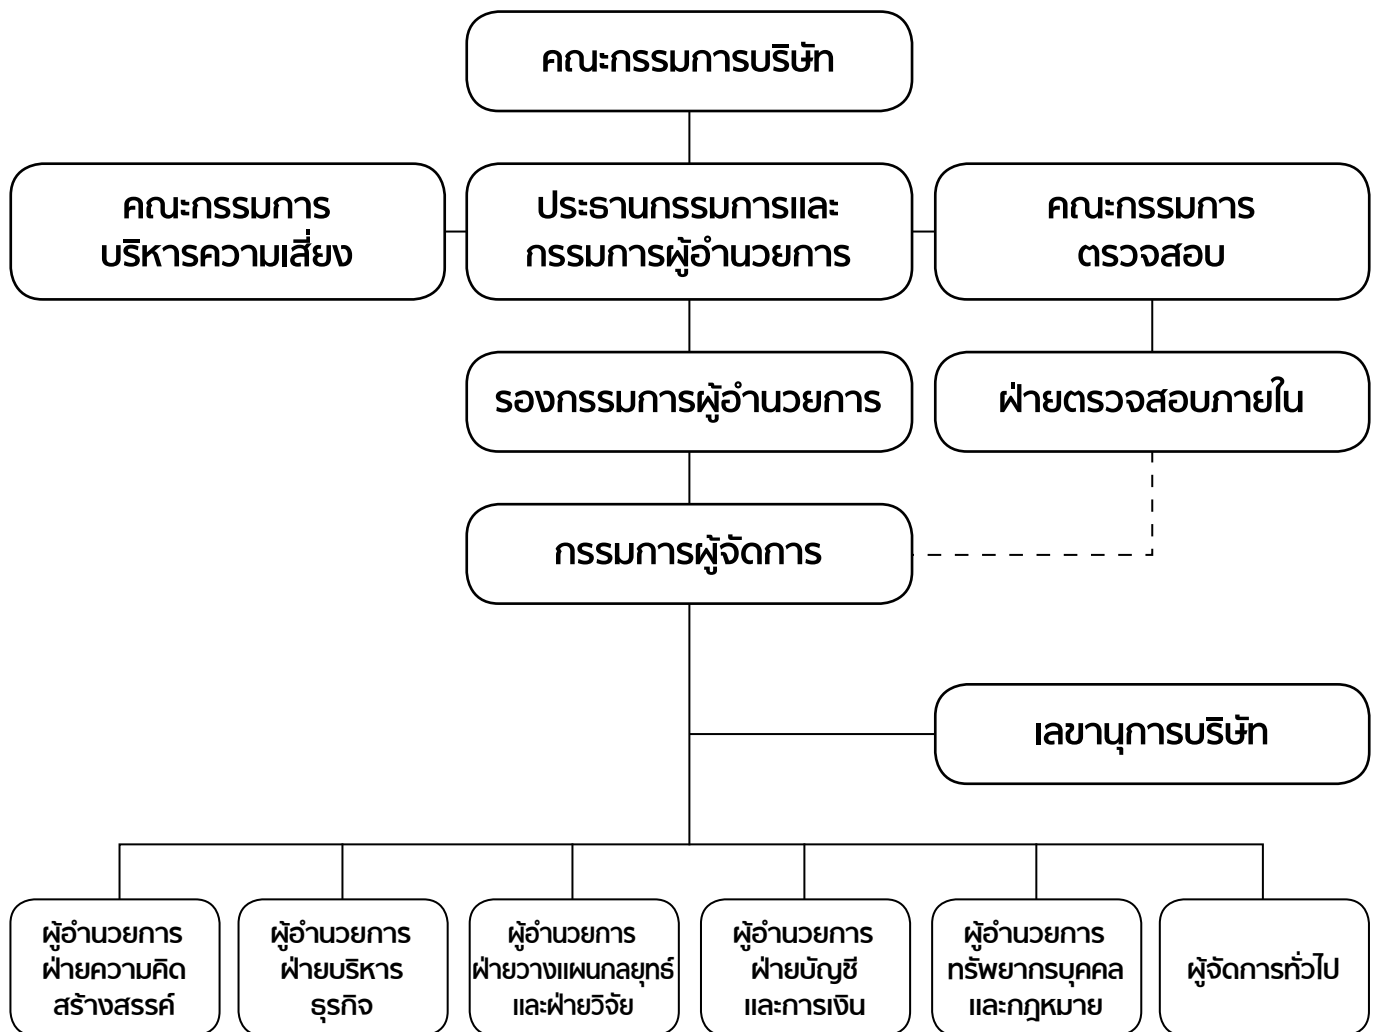 คณะกรรมการบริษัท
คณะกรรมการ
บริหารความเสี่ยง
ประธานกรรมการและ
กรรมการผู้อำนวยการ
คณะกรรมการ
ตรวจสอบ
รองกรรมการผู้อำนวยการ
ฝ่ายตรวจสอบภายใน
กรรมการผู้จัดการ
เลขานุการบริษัท
ผู้อำนวยการ
ฝ่ายความคิด
สร้างสรรค์
ผู้อำนวยการ
ฝ่ายบริหาร
ธุรกิจ
ผู้อำนวยการ
ฝ่ายวางแผนกลยุทธ์
และฝ่ายวิจัย
ผู้อำนวยการ
ฝ่ายบัญชี
และการเงิน
ผู้อำนวยการ
ทรัพยากรบุคคล
และกฎหมาย
ผู้จัดการทั่วไป